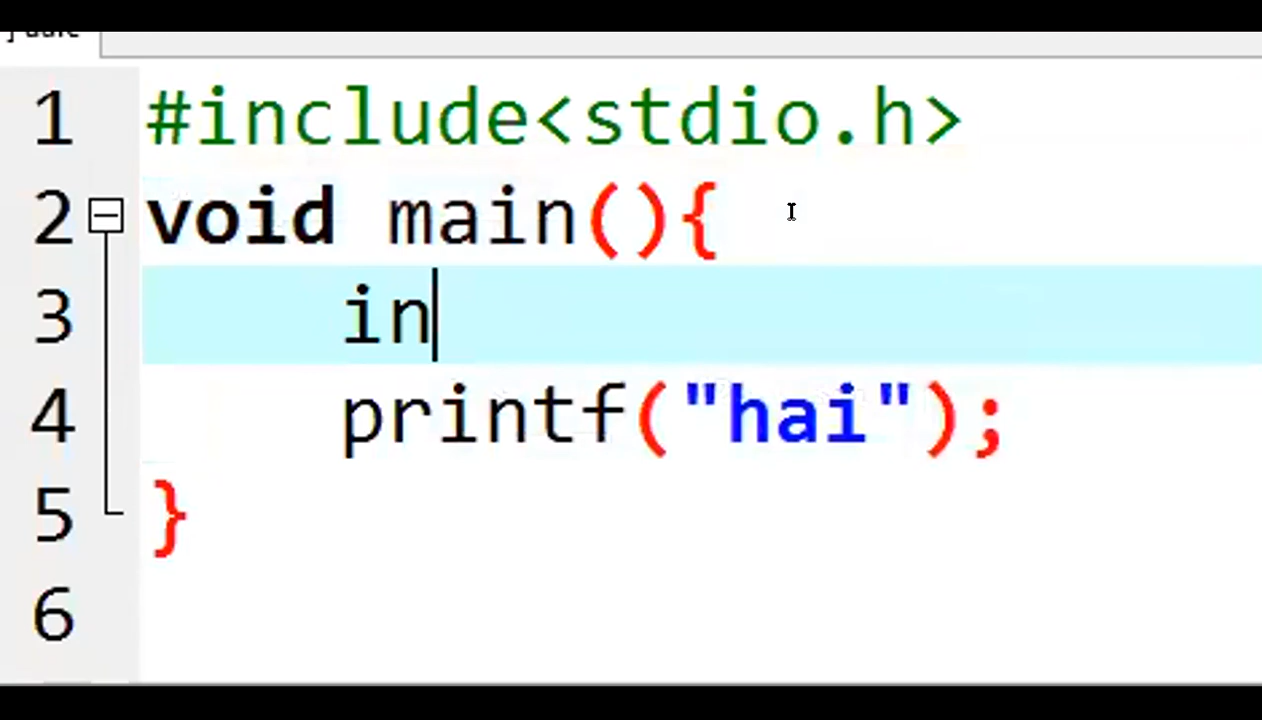 1 #include<stdio.h>
2 void main(){
3 in
4 printf("hai");
5 }
6